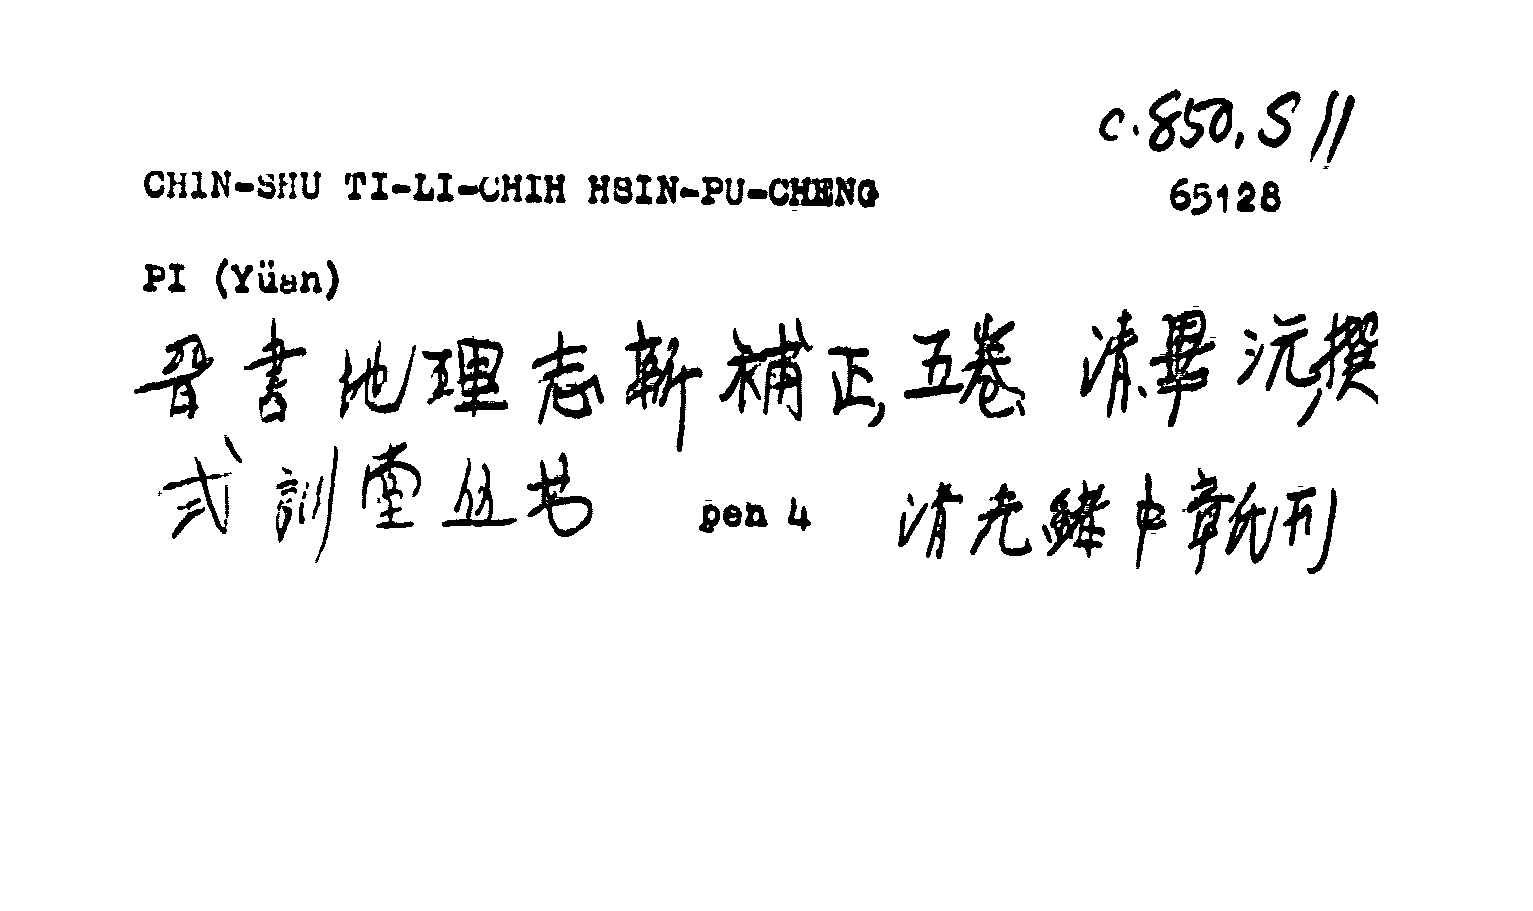 c.850.S11
CHIN-SHU TI-LI-CHIH HSIN-PU-CHENG
65128
PI (Yüan)
晉書地理志新補正,五卷 清畢沅撰
式訓堂丛书 pen 4 清光緒中章氏刊